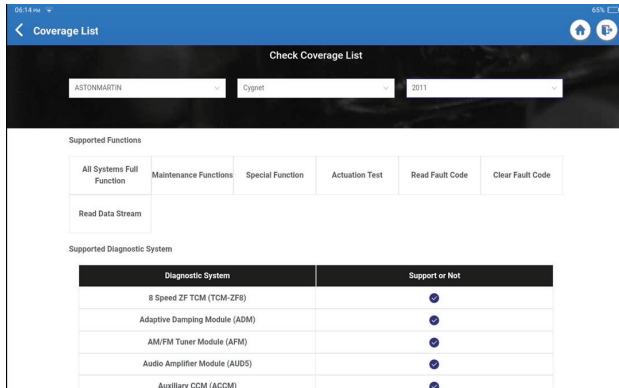 06:14 PM 65%
Coverage List
Check Coverage List
ASTONMARTIN Cygnet 2011
Supported Functions
All Systems Full Function Maintenance Functions Special Function Actuation Test Read Fault Code Clear Fault Code
Read Data Stream
Supported Diagnostic System
Diagnostic System Support or Not
8 Speed ZF TCM (TCM-ZF8)
Adaptive Damping Module (ADM)
AM/FM Tuner Module (AFM)
Audio Amplifier Module (AUD5)
Auxiliary CCM (ACCM)